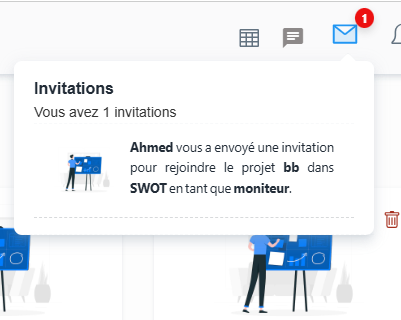 1
Invitations
Vous avez 1 invitations
Ahmed vous a envoyé une invitation
pour rejoindre le projet bb dans
SWOT en tant que moniteur.